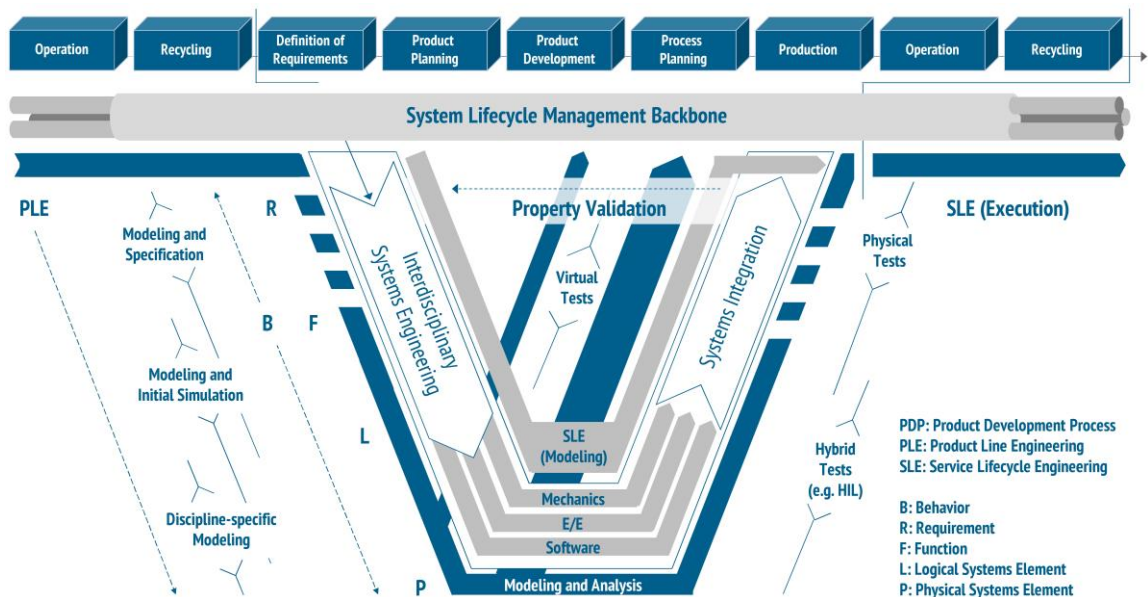 Operation
Recycling
Definition of
Requirements
Product
Planning
Product
Development
Process
Planning
Production
Operation
Recycling
System Lifecycle Management Backbone
PLE
R
Property Validation
SLE (Execution)
Modeling and
Specification
Interdisciplinary
Systems Engineering
Virtual
Tests
Systems Integration
Physical
Tests
B
F
Modeling and
Initial Simulation
L
SLE
(Modeling)
Mechanics
E/E
Software
Hybrid
Tests
(e.g. HIL)
Discipline-specific
Modeling
P
Modeling and Analysis
PDP: Product Development Process
PLE: Product Line Engineering
SLE: Service Lifecycle Engineering
B: Behavior
R: Requirement
F: Function
L: Logical Systems Element
P: Physical Systems Element